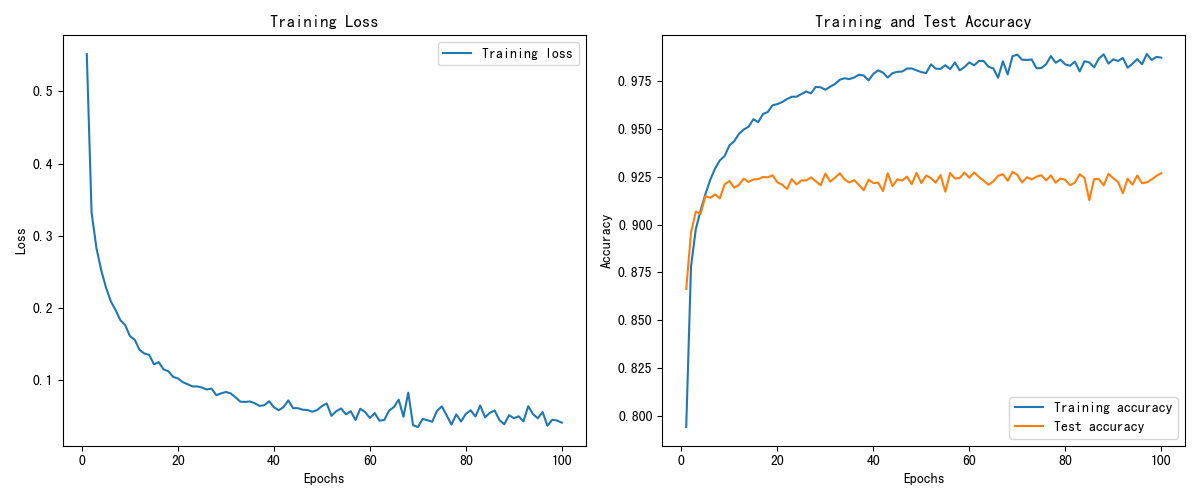 Training Loss
Training loss
0.5
0.4
0.3
0.2
0.1
Loss
0 20 40 60 80 100
Epochs
Training and Test Accuracy
0.975
0.950
0.925
0.900
0.875
0.850
0.825
0.800
Accuracy
Training accuracy
Test accuracy
0 20 40 60 80 100
Epochs